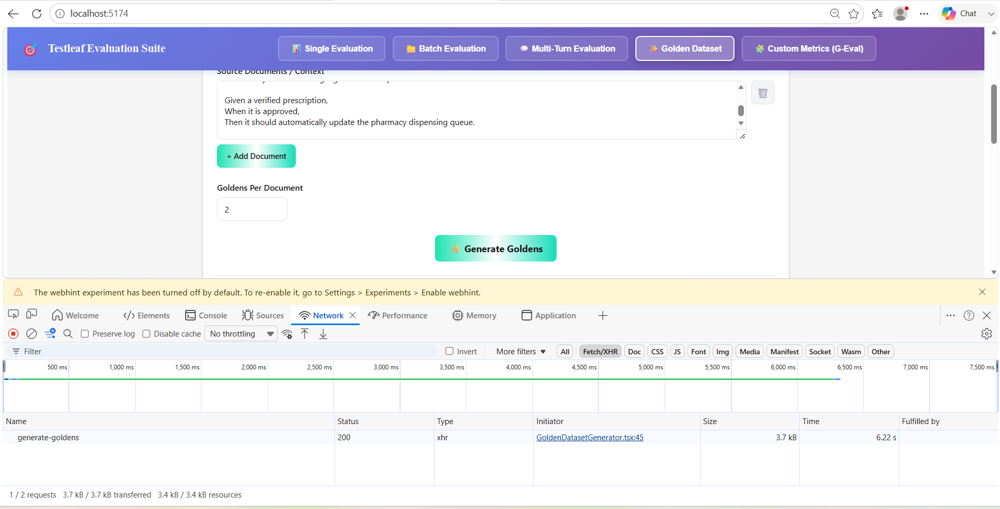 localhost:5174
Chat
Testleaf Evaluation Suite
Single Evaluation
Batch Evaluation
Multi-Turn Evaluation
Golden Dataset
Custom Metrics (G-Eval)
Source Documents / Context
Given a verified prescription,
When it is approved,
Then it should automatically update the pharmacy dispensing queue.
+ Add Document
Goldens Per Document
2
Generate Goldens
The webhint experiment has been turned off by default. To re-enable it, go to Settings > Experiments > Enable webhint.
Welcome
Elements
Console
Sources
Network
Performance
Memory
Application
Preserve log
Disable cache
No throttling
Filter
Invert
More filters
All
Fetch/XHR
Doc
CSS
JS
Font
Img
Media
Manifest
Socket
Wasm
Other
500 ms
1,000 ms
1,500 ms
2,000 ms
2,500 ms
3,000 ms
3,500 ms
4,000 ms
4,500 ms
5,000 ms
5,500 ms
6,000 ms
6,500 ms
7,000 ms
7,500 ms
Name
Status
Type
Initiator
Size
Time
Fulfilled by
generate-goldens
200
xhr
GoldenDatasetGenerator.tsx:45
3.7 kB
6.22 s
1 / 2 requests
3.7 kB / 3.7 kB transferred
3.4 kB / 3.4 kB resources